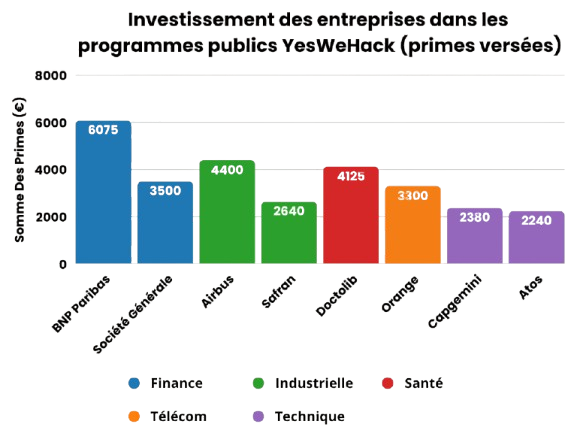 Investissement des entreprises dans les
programmes publics YesWeHack (primes versées)
Somme Des Primes (€)
8000
6000
4000
2000
0
6075
3500
4400
2640
4125
3300
2380
2240
BNP Paribas
Société Générale
Airbus
Safran
Doctolib
Orange
Capgemini
Atos
Finance
Industrielle
Santé
Télécom
Technique